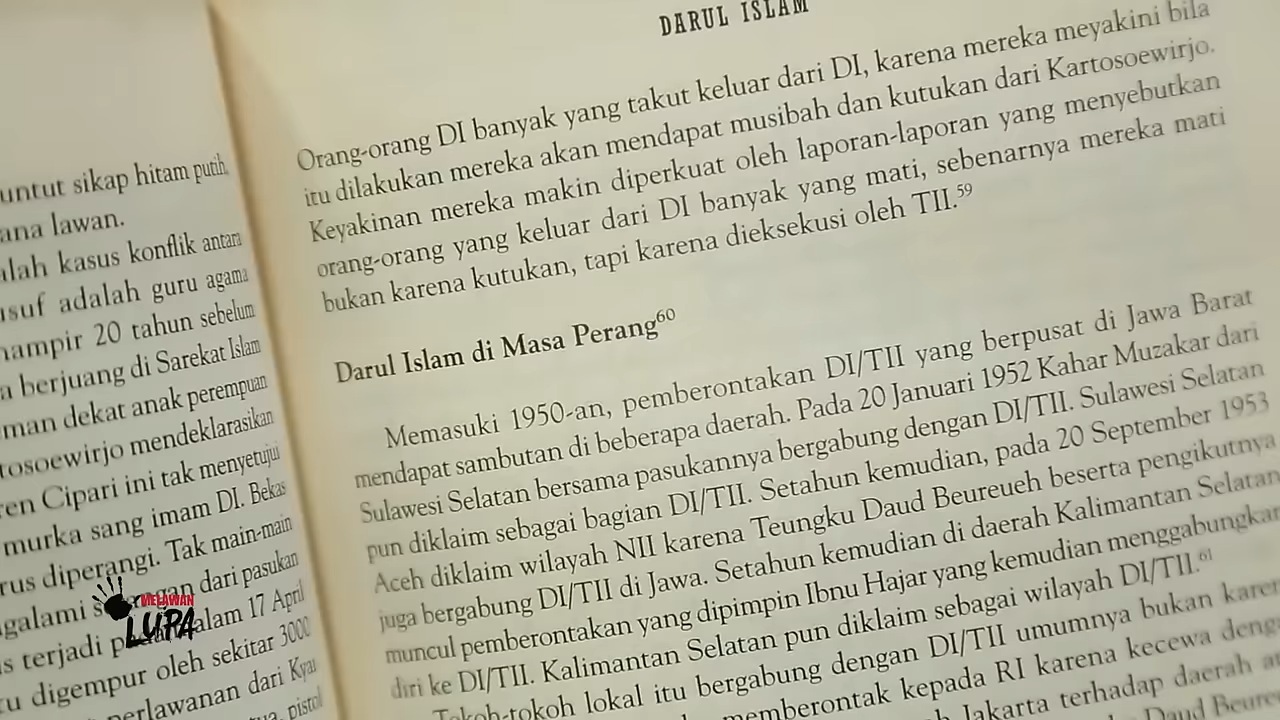 untut sikap hitam putih,
ana lawan.
alah kasus konflik antara
usuf adalah guru agama
hampir 20 tahun sebelum
a berjuang di Sarekat Islam
man dekat anak perempuan
tosoewirjo mendeklarasikan
ren Cipari ini tak menyetujui
murka sang imam DI. Bekas
rus diperangi. Tak main-main
dari pasukan
s terjadi alam 17 April
u digempur oleh sekitar 3000
perlawanan dari Kyai
pistol
MELAWAN
LUPA
DARUL ISLAM
Orang-orang DI banyak yang takut keluar dari DI, karena mereka meyakini bila
itu dilakukan mereka akan mendapat musibah dan kutukan dari Kartosoewirjo.
Keyakinan mereka makin diperkuat oleh laporan-laporan yang menyebutkan
orang-orang yang keluar dari DI banyak yang mati, sebenarnya mereka mati
bukan karena kutukan, tapi karena dieksekusi oleh TII.59
Darul Islam di Masa Perang60
Memasuki 1950-an, pemberontakan DI/TII yang berpusat di Jawa Barat
mendapat sambutan di beberapa daerah. Pada 20 Januari 1952 Kahar Muzakar dari
Sulawesi Selatan bersama pasukannya bergabung dengan DI/TII. Sulawesi Selatan
pun diklaim sebagai bagian DI/TII. Setahun kemudian, pada 20 September 1953
Aceh diklaim wilayah NII karena Teungku Daud Beureueh beserta pengikutnya
juga bergabung DI/TII di Jawa. Setahun kemudian di daerah Kalimantan Selatan
muncul pemberontakan yang dipimpin Ibnu Hajar yang kemudian menggabungkan
diri ke DI/TII. Kalimantan Selatan pun diklaim sebagai wilayah DI/TII.61
Tokoh-tokoh lokal itu bergabung dengan DI/TII umumnya bukan karen
memberontak kepada RI karena kecewa denga
Jakarta terhadap daerah at
Daud Beureu